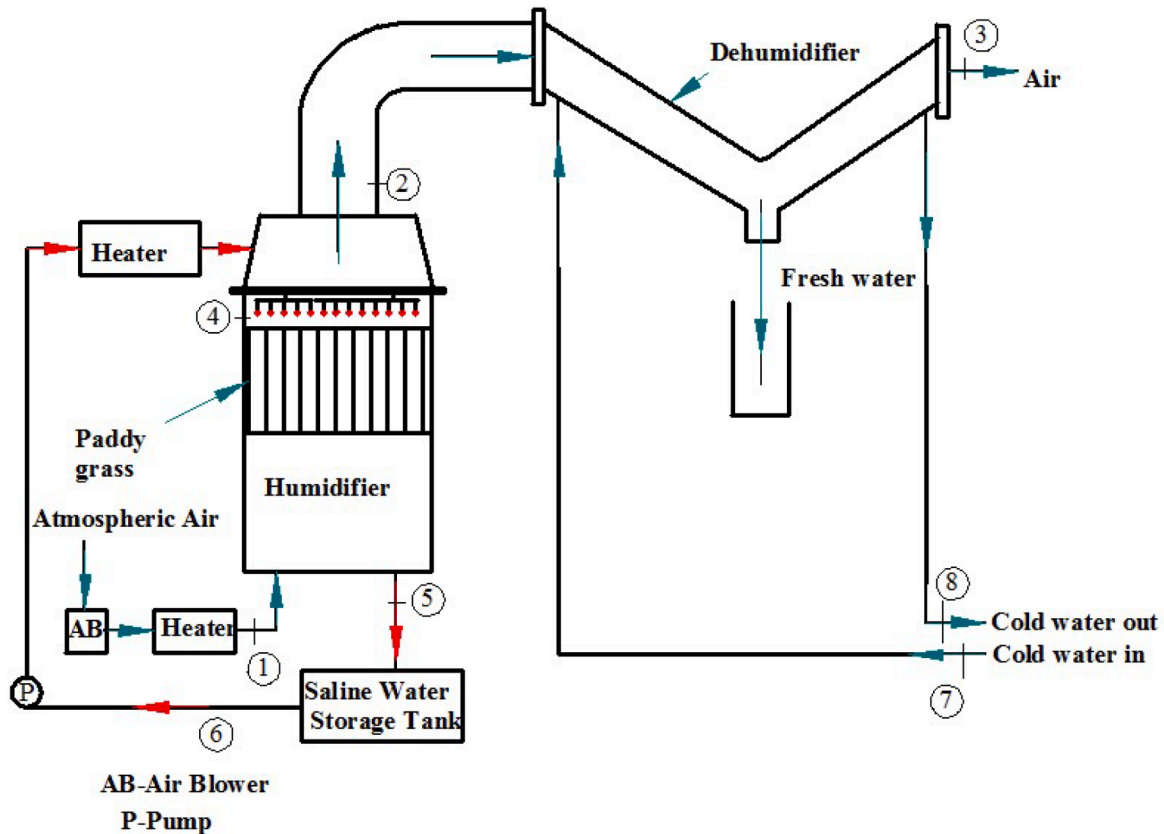 3
Dehumidifier
Air
2
Heater
Fresh water
4
Paddy
grass
Humidifier
Atmospheric Air
5
8
AB
Heater
Cold water out
1
Cold water in
P
Saline Water
Storage Tank
7
6
AB-Air Blower
P-Pump